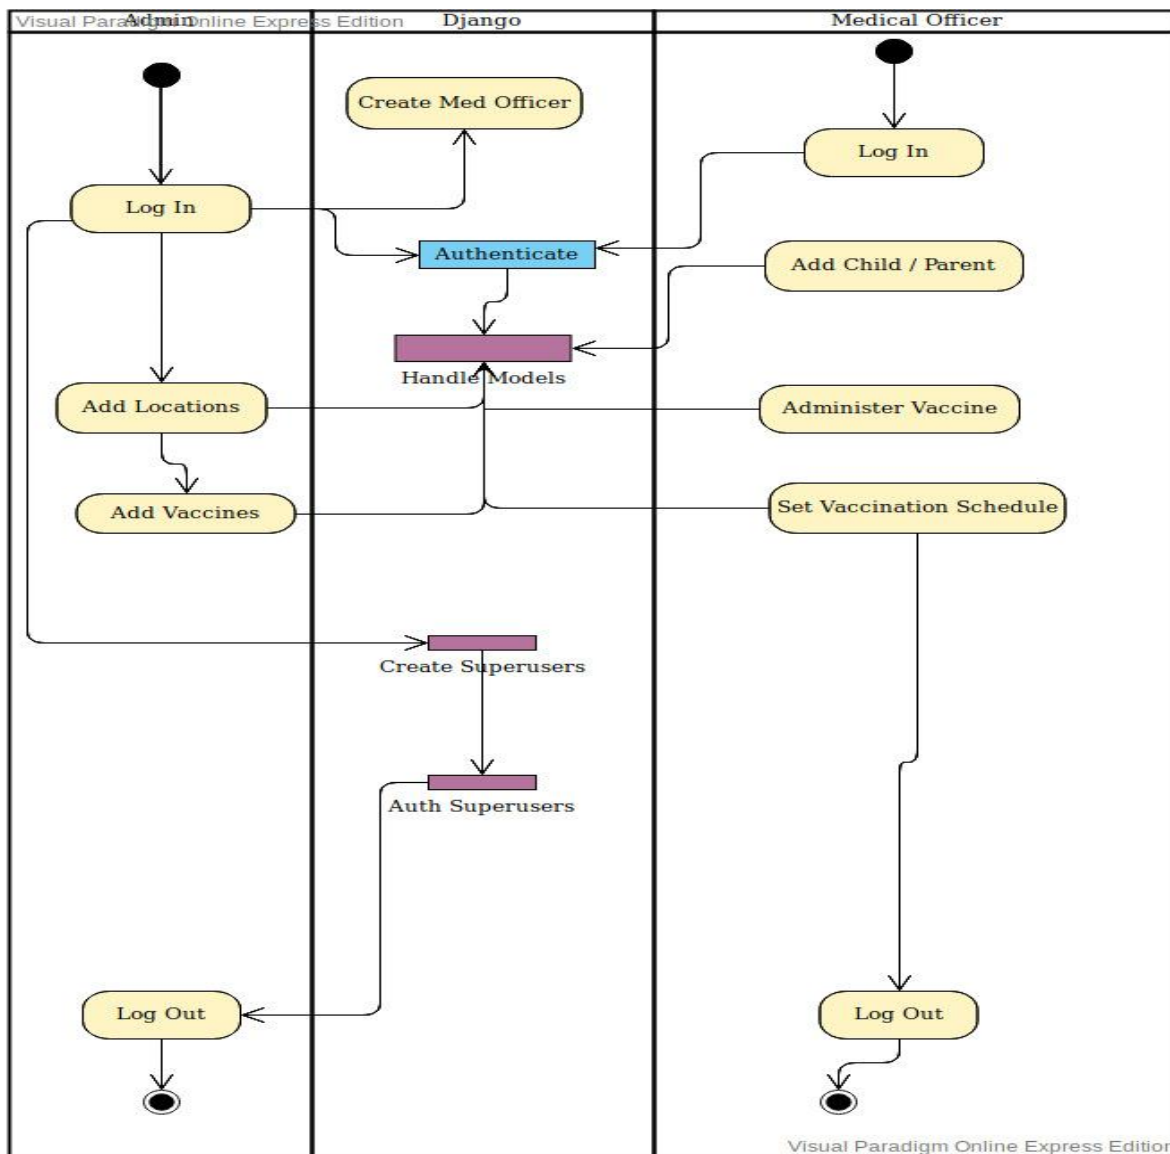 Visual Paradigm Online Express Edition
Admin
Django
Medical Officer
Create Med Officer
Log In
Log In
Authenticate
Add Child / Parent
Handle Models
Add Locations
Administer Vaccine
Add Vaccines
Set Vaccination Schedule
Create Superusers
Auth Superusers
Log Out
Log Out
Visual Paradigm Online Express Edition